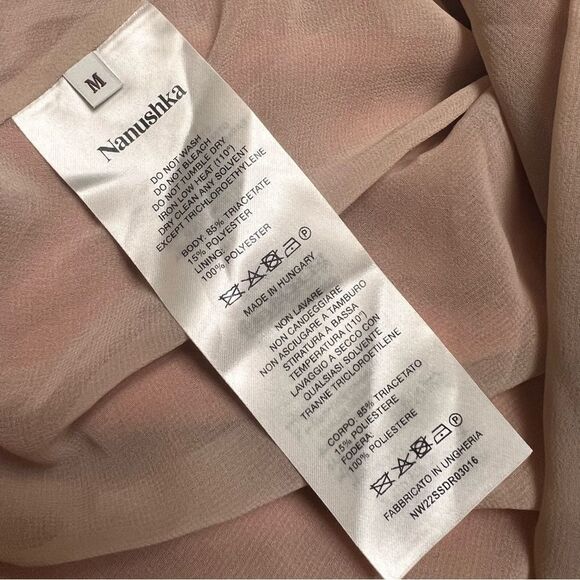 M
Nanushka
DO NOT WASH
DO NOT BLEACH
DO NOT TUMBLE DRY
IRON LOW HEAT (110°)
DRY CLEAN ANY SOLVENT
EXCEPT TRICHLOROETHYLENE
BODY: 85% TRIACETATE
15% POLYESTER
LINING:
100% POLYESTER
P
MADE IN HUNGARY
NON LAVARE
NON CANDEGGIARE
NON ASCIUGARE A TAMBURO
STIRATURA A BASSA
TEMPERATURA (110°)
LAVAGGIO A SECCO CON
QUALSIASI SOLVENTE
TRANNE TRICLOROETILENE
CORPO: 85% TRIACETATO
15% POLIESTERE
FODERA:
100% POLIESTERE
P
FABBRICATO IN UNGHERIA
NW22SSDR03016